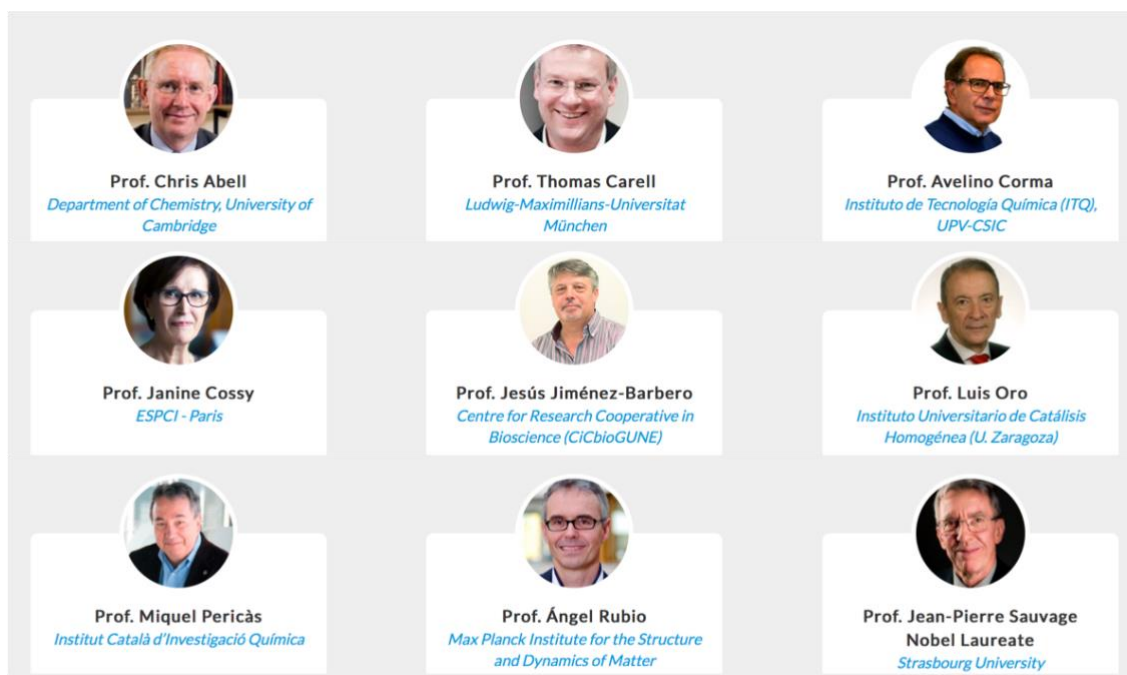 Prof. Chris Abell
Department of Chemistry, University of
Cambridge
Prof. Thomas Carell
Ludwig-Maximillians-Universitat
München
Prof. Avelino Corma
Instituto de Tecnología Química (ITQ),
UPV-CSIC
Prof. Janine Cossy
ESPCI - Paris
Prof. Jesús Jiménez-Barbero
Centre for Research Cooperative in
Bioscience (CiCbioGUNE)
Prof. Luis Oro
Instituto Universitario de Catálisis
Homogénea (U. Zaragoza)
Prof. Miquel Pericàs
Institut Català d'Investigació Química
Prof. Ángel Rubio
Max Planck Institute for the Structure
and Dynamics of Matter
Prof. Jean-Pierre Sauvage
Nobel Laureate
Strasbourg University